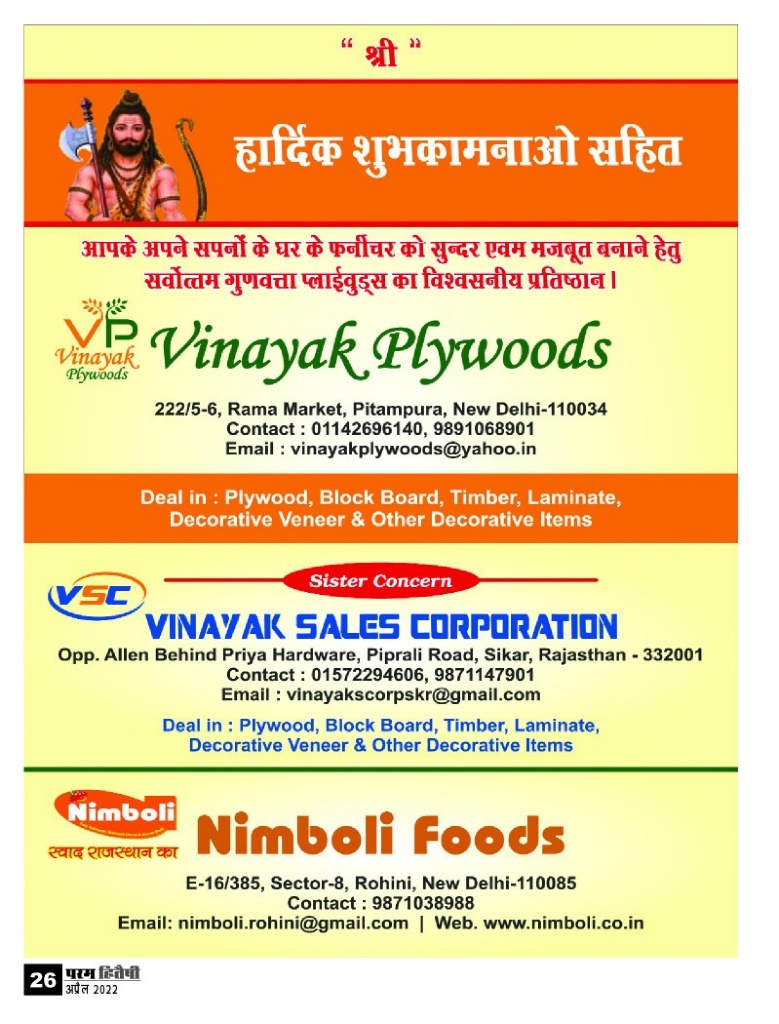 “ श्री ”
हार्दिक शुभकामनाओ सहित
आपके अपने सपनों के घर के फर्नीचर को सुन्दर एवम मजबूत बनाने हेतु
सर्वोत्तम गुणवत्ता प्लाईवुड्स का विश्वसनीय प्रतिष्ठान।
VP
Vinayak
Plywoods
Vinayak Plywoods
222/5-6, Rama Market, Pitampura, New Delhi-110034
Contact : 01142696140, 9891068901
Email : vinayakplywoods@yahoo.in
Deal in : Plywood, Block Board, Timber, Laminate,
Decorative Veneer & Other Decorative Items
Sister Concern
VSC
VINAYAK SALES CORPORATION
Opp. Allen Behind Priya Hardware, Piprali Road, Sikar, Rajasthan - 332001
Contact : 01572294606, 9871147901
Email : vinayakscorpskr@gmail.com
Deal in : Plywood, Block Board, Timber, Laminate,
Decorative Veneer & Other Decorative Items
Nimboli
स्वाद राजस्थान का
Nimboli Foods
E-16/385, Sector-8, Rohini, New Delhi-110085
Contact : 9871038988
Email: nimboli.rohini@gmail.com | Web. www.nimboli.co.in
26 परम हितैषी
अप्रैल 2022